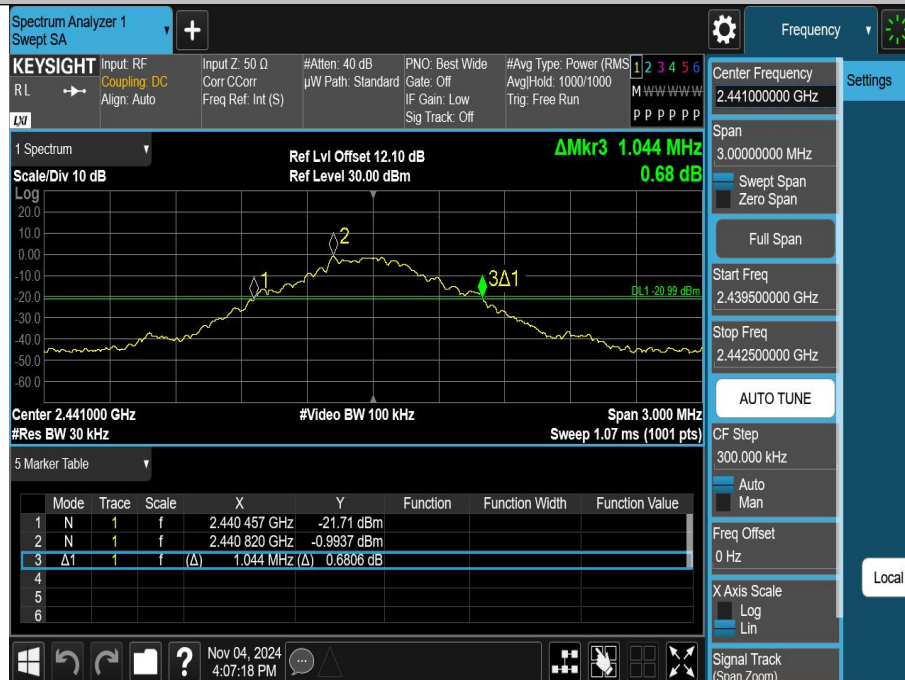 Spectrum Analyzer 1
Swept SA
+
Frequency
KEYSIGHT
RL
LXI
Input: RF
Coupling: DC
Align: Auto
Input Z: 50 Ω
Corr CCorr
Freq Ref: Int (S)
#Atten: 40 dB
µW Path: Standard
PNO: Best Wide
Gate: Off
IF Gain: Low
Sig Track: Off
#Avg Type: Power (RMS
Avg|Hold: 1000/1000
Trig: Free Run
1 2 3 4 5 6
M W W W W W
P P P P P P
1 Spectrum
Scale/Div 10 dB
Ref Lvl Offset 12.10 dB
Ref Level 30.00 dBm
ΔMkr3 1.044 MHz
0.68 dB
Log
20.0
10.0
0.00
-10.0
-20.0
-30.0
-40.0
-50.0
-60.0
1
2
3Δ1
DL1 -20.99 dBm
Center 2.441000 GHz
#Res BW 30 kHz
#Video BW 100 kHz
Span 3.000 MHz
Sweep 1.07 ms (1001 pts)
5 Marker Table
Mode Trace Scale X Y Function Function Width Function Value
1 N 1 f 2.440 457 GHz -21.71 dBm
2 N 1 f 2.440 820 GHz -0.9937 dBm
3 Δ1 1 f (Δ) 1.044 MHz (Δ) 0.6806 dB
4
5
6
?
Nov 04, 2024
4:07:18 PM
Center Frequency
2.441000000 GHz
Span
3.00000000 MHz
Swept Span
Zero Span
Full Span
Start Freq
2.439500000 GHz
Stop Freq
2.442500000 GHz
AUTO TUNE
CF Step
300.000 kHz
Auto
Man
Freq Offset
0 Hz
X Axis Scale
Log
Lin
Signal Track
(Span Zoom)
Settings
Local